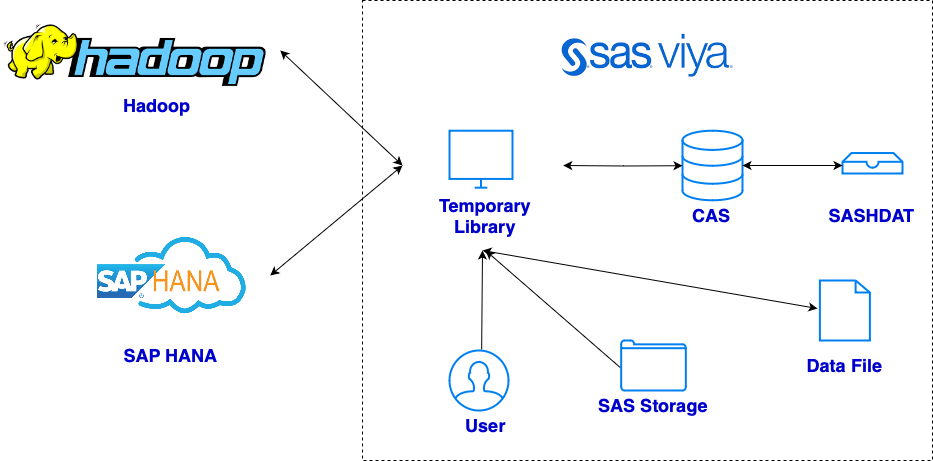 hadoop
Hadoop
sas viya
Temporary
Library
CAS
SASHDAT
SAP HANA
SAP HANA
Data File
SAS Storage
User